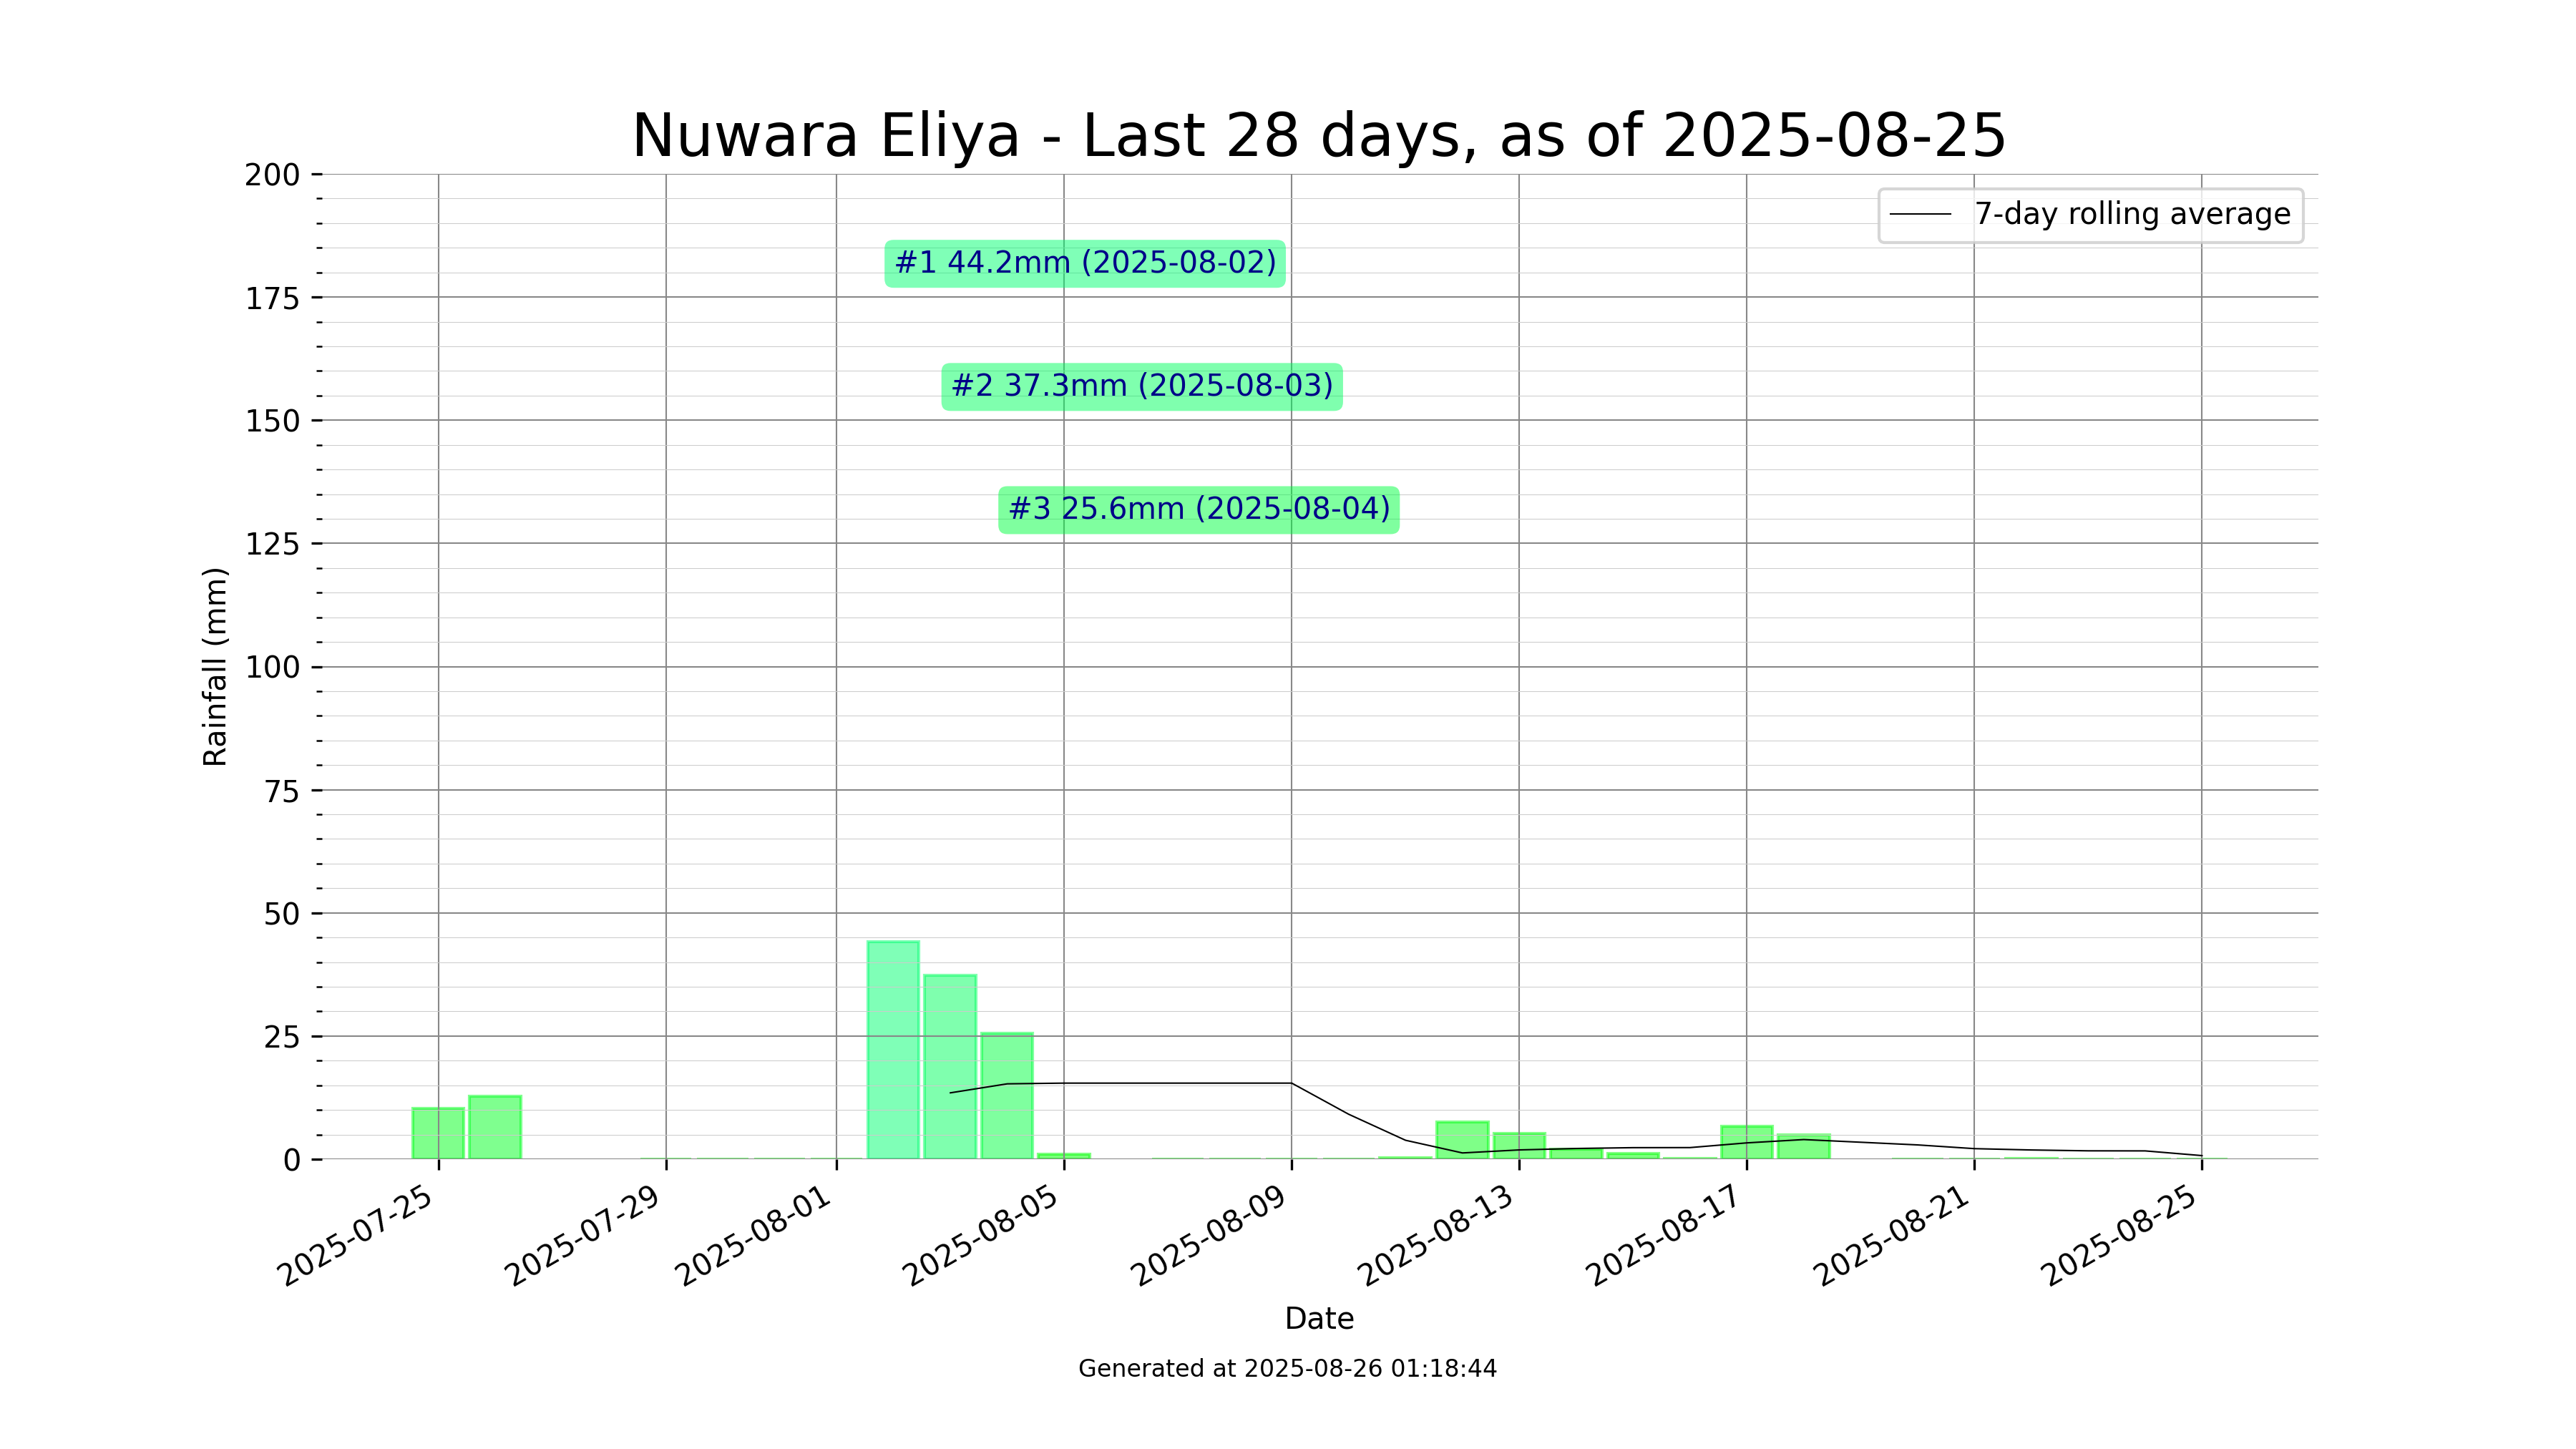 Nuwara Eliya - Last 28 days, as of 2025-08-25
7-day rolling average
#1 44.2mm (2025-08-02)
#2 37.3mm (2025-08-03)
#3 25.6mm (2025-08-04)
Rainfall (mm)
200
175
150
125
100
75
50
25
0
2025-07-25
2025-07-29
2025-08-01
2025-08-05
2025-08-09
2025-08-13
2025-08-17
2025-08-21
2025-08-25
Date
Generated at 2025-08-26 01:18:44